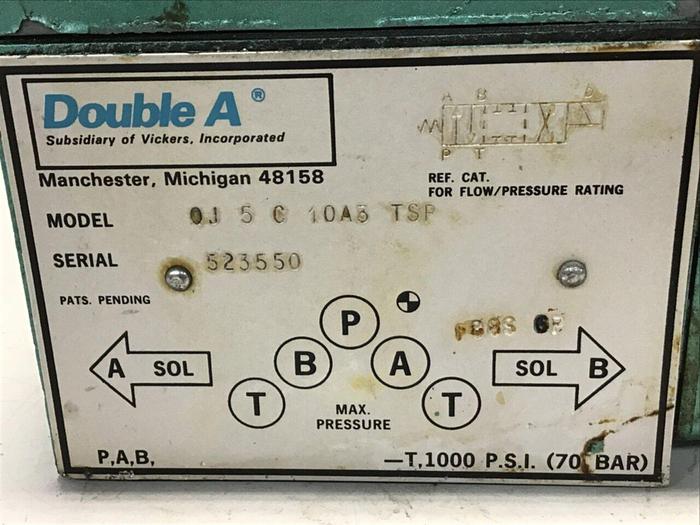 Double A ®
Subsidiary of Vickers, Incorporated
Manchester, Michigan 48158
A B
P T
REF. CAT.
FOR FLOW/PRESSURE RATING
MODEL QJ 5 C 10A3 TSP
SERIAL 523550
PATS. PENDING
P
B A
A SOL
SOL B
T T
MAX.
PRESSURE
P,A,B,
—T,1000 P.S.I. (70 BAR)